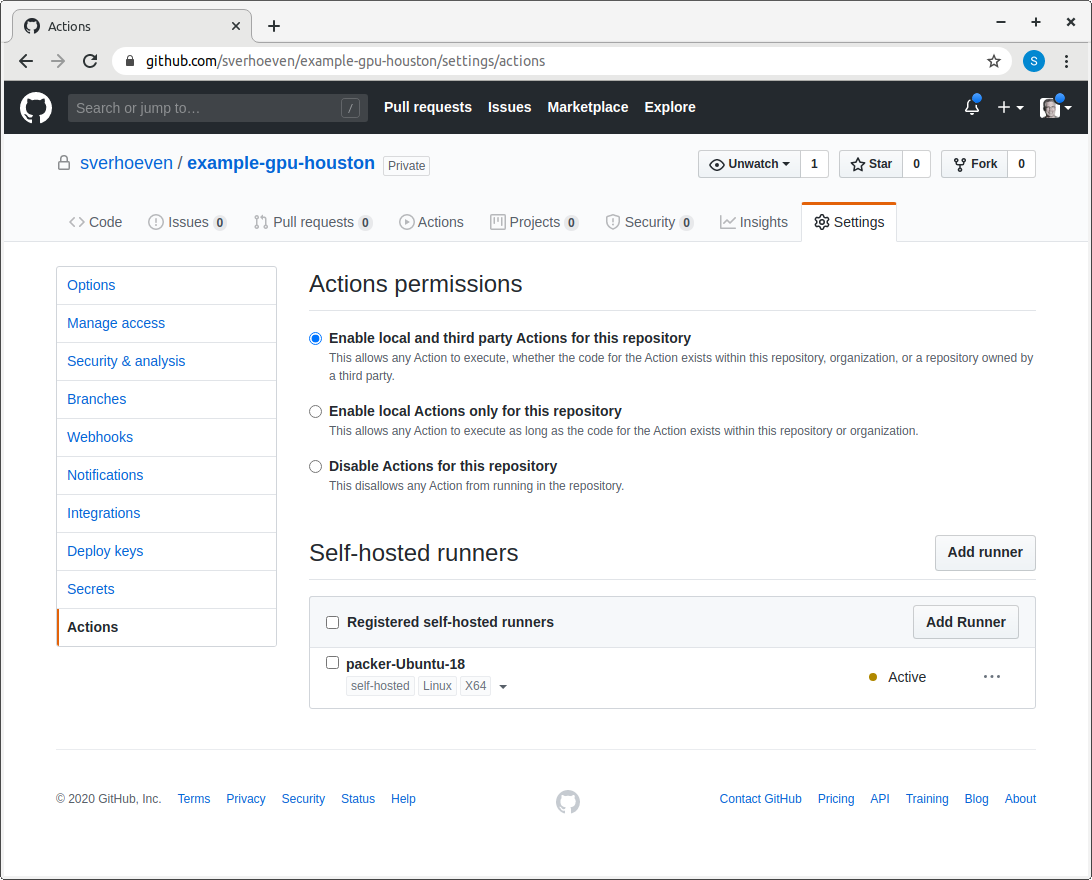 Actions
github.com/sverhoeven/example-gpu-houston/settings/actions
S
Search or jump to…
/
Pull requests Issues Marketplace Explore
sverhoeven / example-gpu-houston Private
Unwatch 1 Star 0 Fork 0
Code Issues 0 Pull requests 0 Actions Projects 0 Security 0 Insights Settings
Options
Manage access
Security & analysis
Branches
Webhooks
Notifications
Integrations
Deploy keys
Secrets
Actions
Actions permissions
Enable local and third party Actions for this repository
This allows any Action to execute, whether the code for the Action exists within this repository, organization, or a repository owned by
a third party.
Enable local Actions only for this repository
This allows any Action to execute as long as the code for the Action exists within this repository or organization.
Disable Actions for this repository
This disallows any Action from running in the repository.
Self-hosted runners Add runner
Registered self-hosted runners Add Runner
packer-Ubuntu-18
self-hosted Linux X64
Active
© 2020 GitHub, Inc. Terms Privacy Security Status Help
Contact GitHub Pricing API Training Blog About